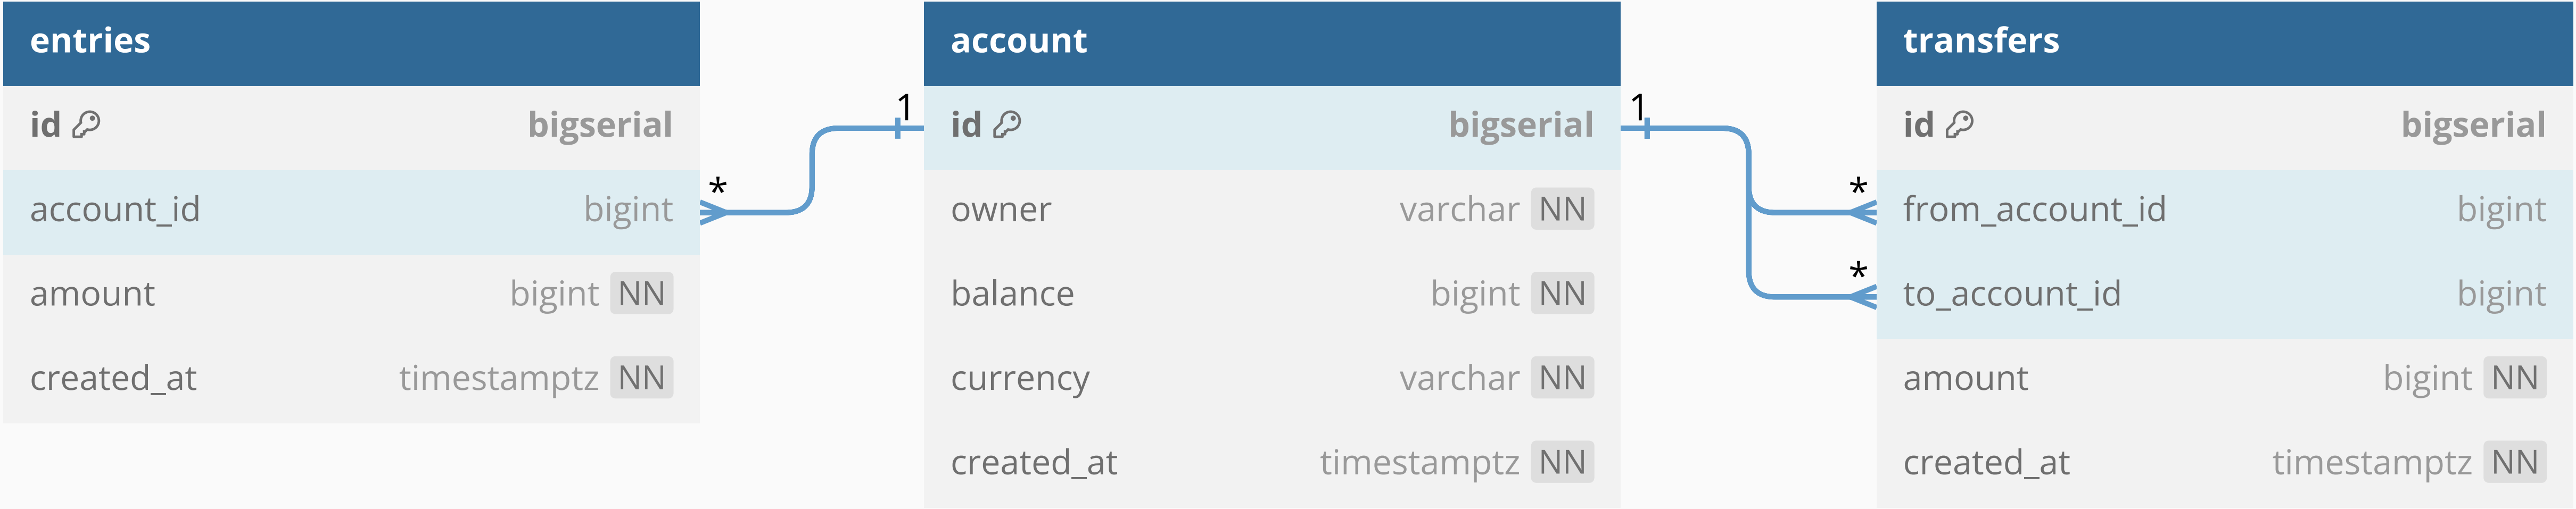 entries
id bigserial
account_id bigint
amount bigint NN
created_at timestamptz NN
1
*
account
id bigserial
owner varchar NN
balance bigint NN
currency varchar NN
created_at timestamptz NN
1
*
*
transfers
id bigserial
from_account_id bigint
to_account_id bigint
amount bigint NN
created_at timestamptz NN